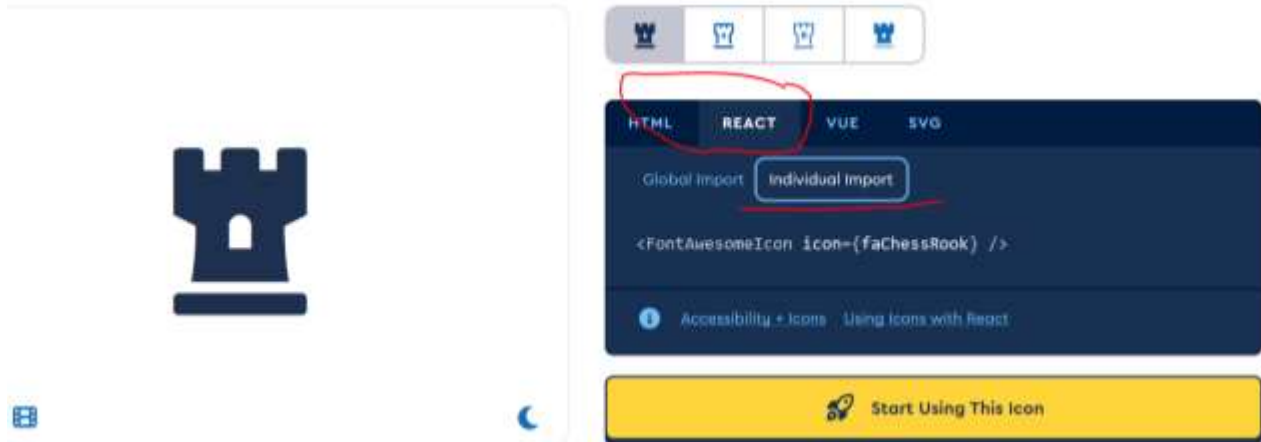 HTML REACT VUE SVG
Global Import Individual Import
<FontAwesomeIcon icon={faChessRook} />
Accessibility + Icons Using Icons with React
Start Using This Icon